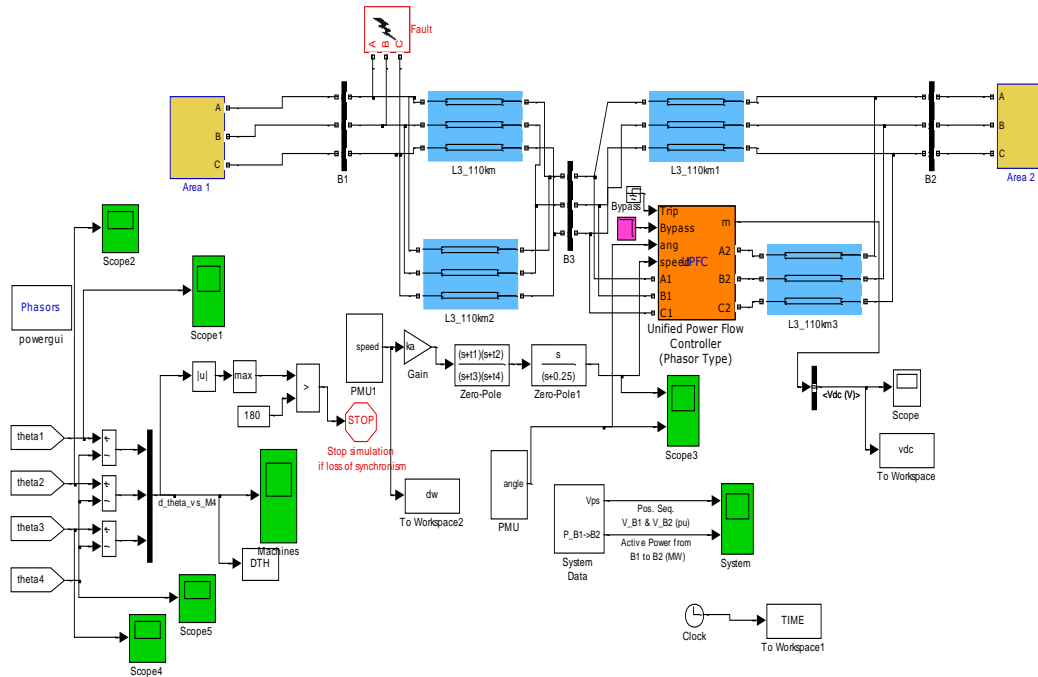 Fault
A
B
C
A
B
C
Area 1
B1
L3_110km
L3_110km2
B3
L3_110km1
B2
A
B
C
Area 2
Bypass
Trip
Bypass
ang
speed
UPFC
A1
B1
C1
m
A2
B2
C2
Unified Power Flow
Controller
(Phasor Type)
L3_110km3
Scope2
Phasors
powergui
Scope1
|u|
max
>
180
STOP
Stop simulation
if loss of synchronism
speed
PMU1
ka
Gain
(s+t1)(s+t2)
(s+t3)(s+t4)
Zero-Pole
s
(s+0.25)
Zero-Pole1
Scope3
<Vdc (V)>
Scope
vdc
To Workspace
theta1
theta2
theta3
theta4
d_theta_vs_M4
Machines
DTH
dw
To Workspace2
angle
PMU
Vps
P_B1->B2
System
Data
Pos. Seq.
V_B1 & V_B2 (pu)
Active Power from
B1 to B2 (MW)
System
Scope5
Scope4
Clock
TIME
To Workspace1